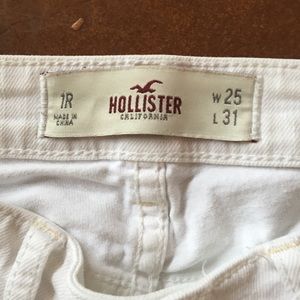 1R
MADE IN
CHINA
HOLLISTER
CALIFORNIA
W 25
L 31